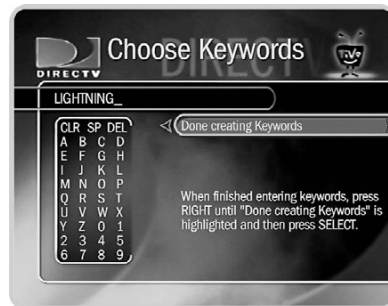 Choose Keywords
DIRECTV
TiVo
LIGHTNING_
CLR SP DEL
A B C D
E F G H
I J K L
M N O P
Q R S T
U V W X
Y Z 0 1
2 3 4 5
6 7 8 9
Done creating Keywords
When finished entering keywords, press
RIGHT until "Done creating Keywords" is
highlighted and then press SELECT.